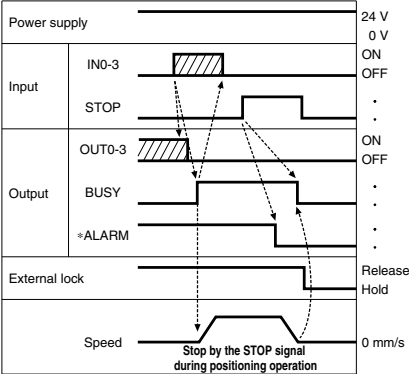 Power supply
24 V
0 V
Input
IN0-3
ON
OFF
STOP
Output
OUT0-3
ON
OFF
BUSY
*ALARM
External lock
Release
Hold
Speed
0 mm/s
Stop by the STOP signal
during positioning operation